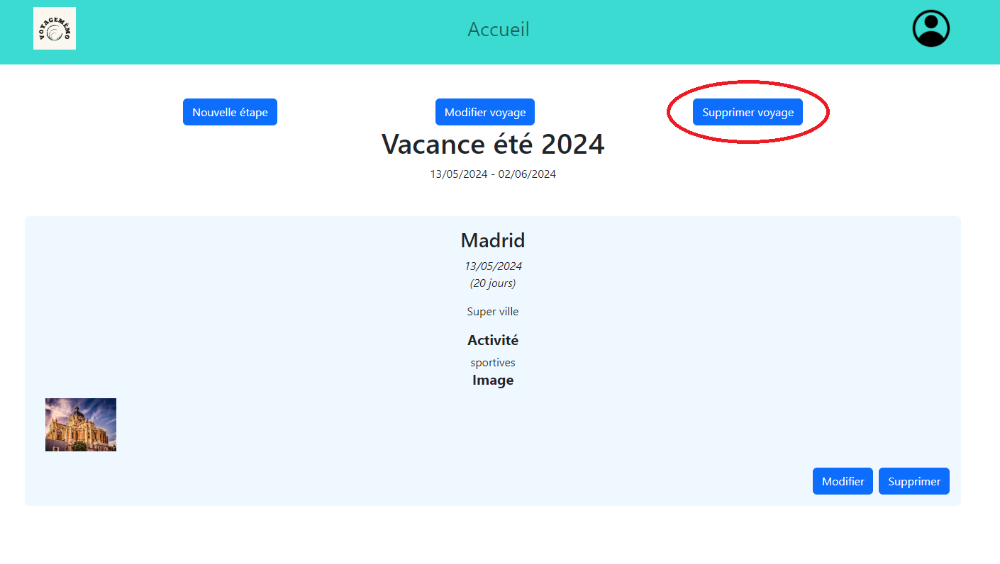 VOYAGEMÉMO
Accueil
Nouvelle étape
Modifier voyage
Supprimer voyage
Vacance été 2024
13/05/2024 - 02/06/2024
Madrid
13/05/2024
(20 jours)
Super ville
Activité
sportives
Image
Modifier
Supprimer